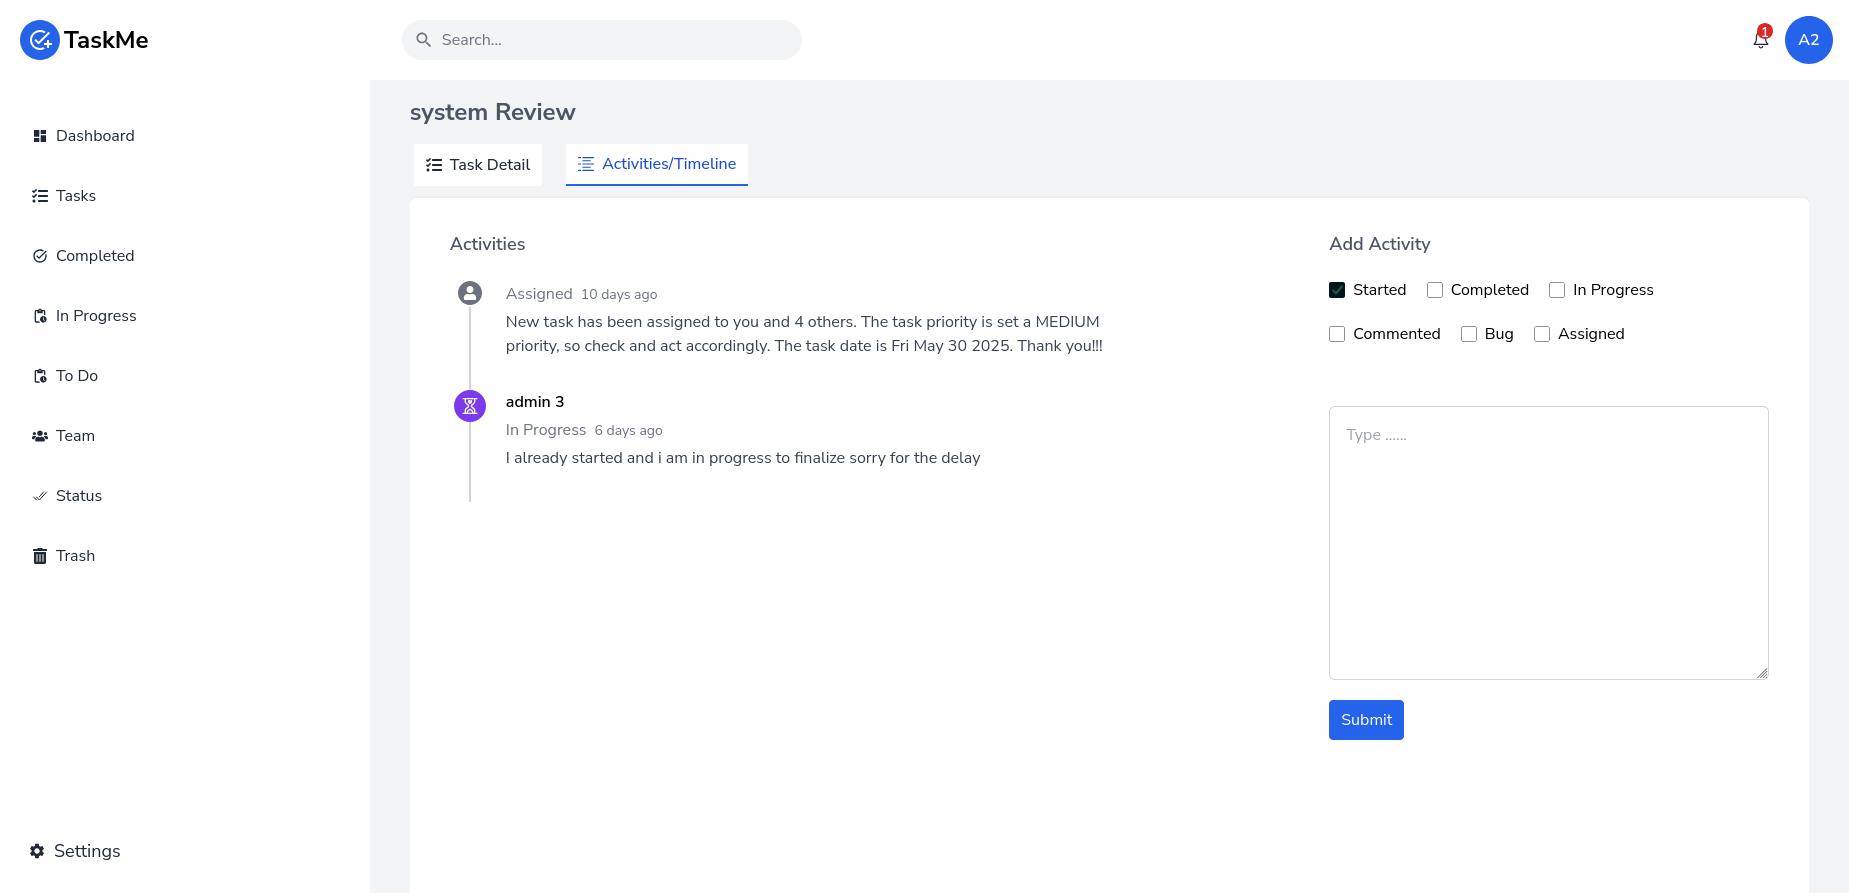 TaskMe
Search...
1
A2
Dashboard
Tasks
Completed
In Progress
To Do
Team
Status
Trash
Settings
system Review
Task Detail
Activities/Timeline
Activities
Assigned 10 days ago
New task has been assigned to you and 4 others. The task priority is set a MEDIUM
priority, so check and act accordingly. The task date is Fri May 30 2025. Thank you!!!
admin 3
In Progress 6 days ago
I already started and i am in progress to finalize sorry for the delay
Add Activity
Started Completed In Progress
Commented Bug Assigned
Type ......
Submit